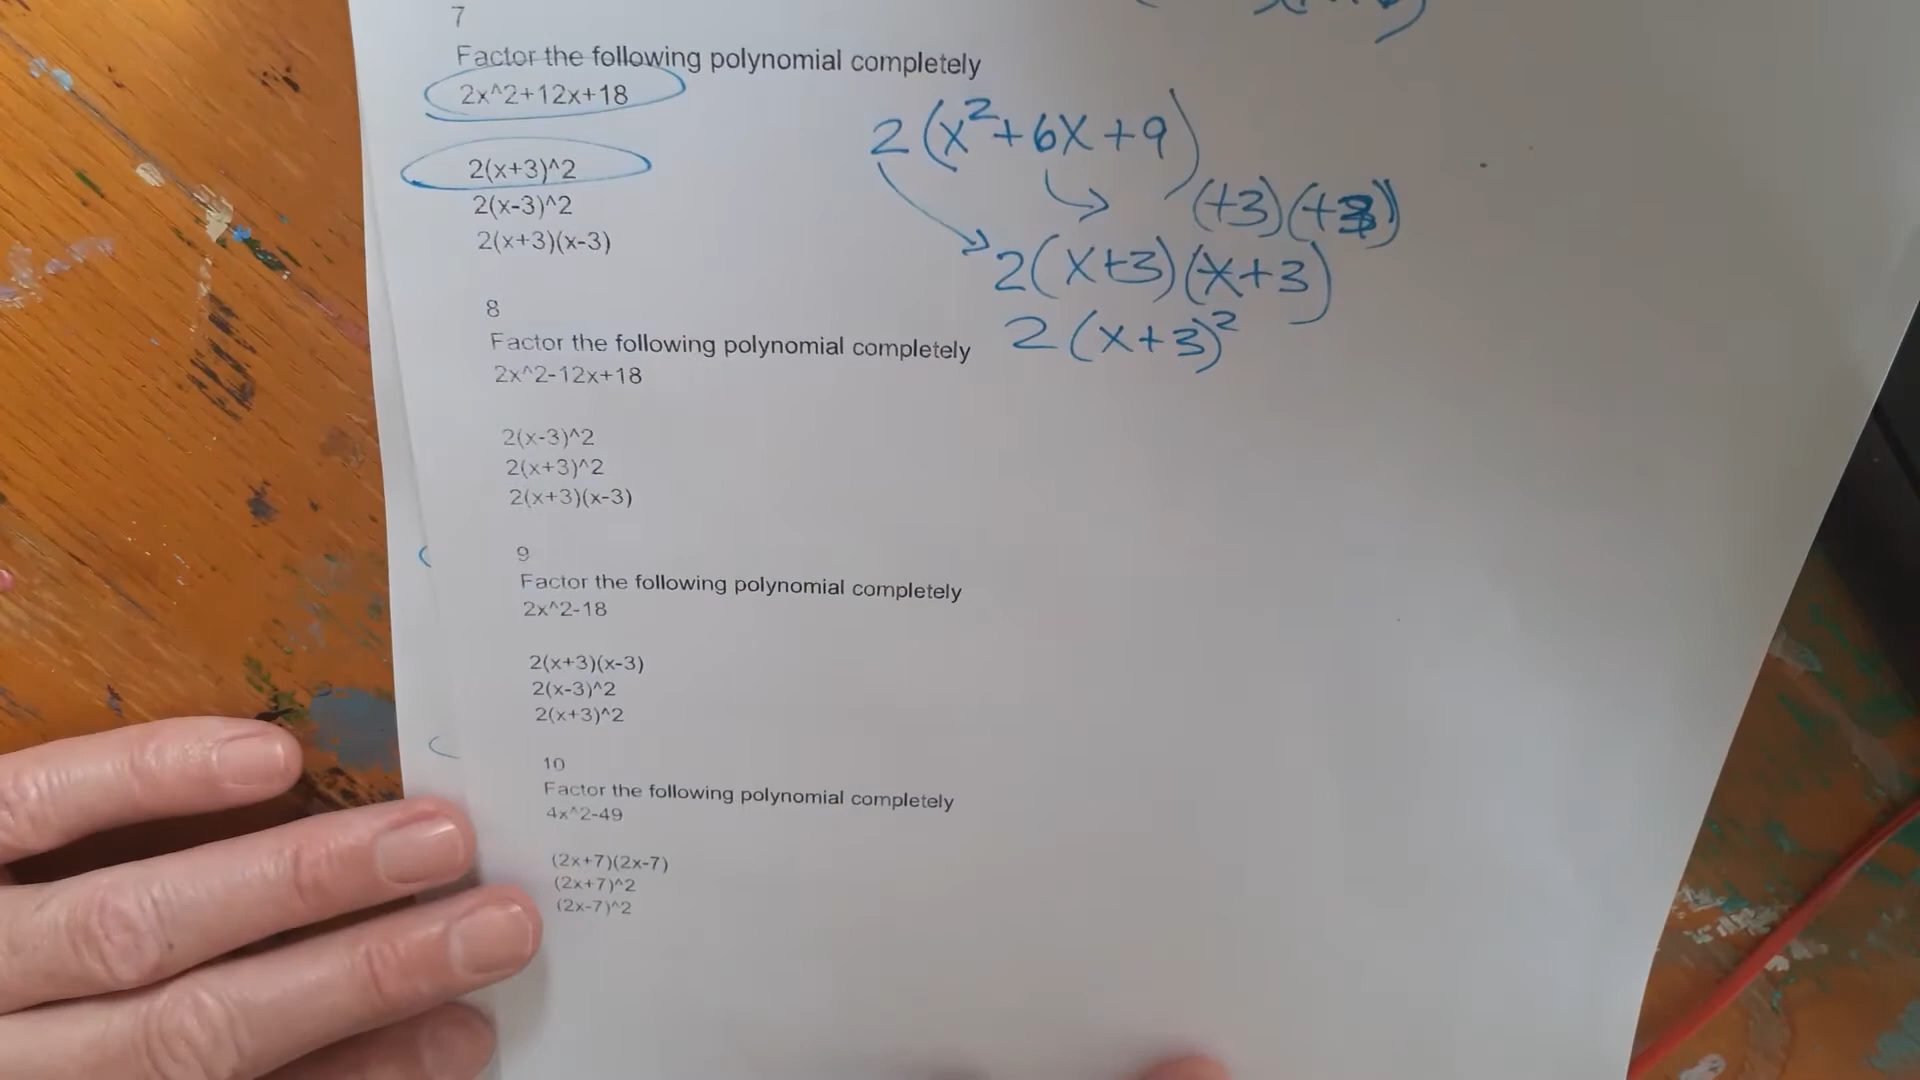 7
Factor the following polynomial completely
2x^2+12x+18
2(x²+6x+9)
2(x+3)^2
2(x-3)^2
(+3)(+3)
2(x+3)(x-3)
2(x+3)(x+3)
2(x+3)²
8
Factor the following polynomial completely
2x^2-12x+18
2(x-3)^2
2(x+3)^2
2(x+3)(x-3)
9
Factor the following polynomial completely
2x^2-18
2(x+3)(x-3)
2(x-3)^2
2(x+3)^2
10
Factor the following polynomial completely
4x^2-49
(2x+7)(2x-7)
(2x+7)^2
(2x-7)^2